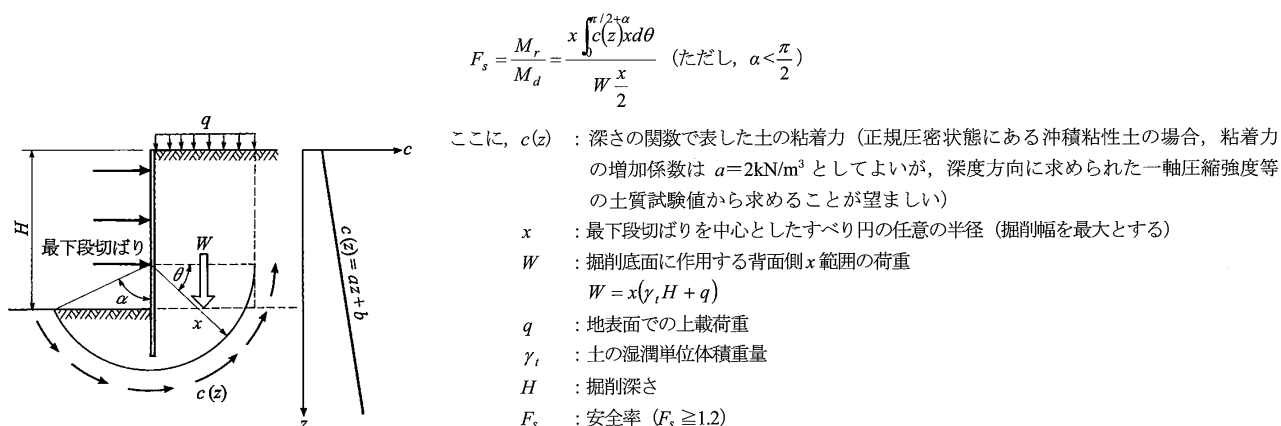 F_s = M_r / M_d = x∫_0^{π/2+α} c(z)xdθ / W x/2 （ただし，α<π/2）
q
c
H
最下段切ばり
W
θ
α
x
c(z)
c(z)=az+b
z
ここに，c(z) ：深さの関数で表した土の粘着力（正規圧密状態にある沖積粘性土の場合，粘着力
の増加係数は a＝2kN/m³ としてよいが，深度方向に求められた一軸圧縮強度等
の土質試験値から求めることが望ましい）
x ：最下段切ばりを中心としたすべり円の任意の半径（掘削幅を最大とする）
W ：掘削底面に作用する背面側 x 範囲の荷重
W = x(γ_t H + q)
q ：地表面での上載荷重
γ_t ：土の湿潤単位体積重量
H ：掘削深さ
F_s ：安全率（F_s ≧1.2）